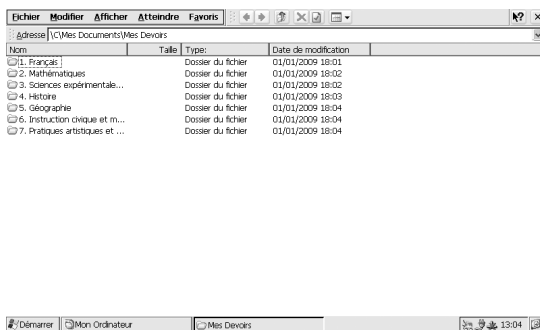 Fichier Modifier Afficher Atteindre Favoris
Adresse \C\Mes Documents\Mes Devoirs
Nom Taille Type: Date de modification
1. Français Dossier du fichier 01/01/2009 18:01
2. Mathématiques Dossier du fichier 01/01/2009 18:02
3. Sciences expérimentale... Dossier du fichier 01/01/2009 18:02
4. Histoire Dossier du fichier 01/01/2009 18:03
5. Géographie Dossier du fichier 01/01/2009 18:04
6. Instruction civique et m... Dossier du fichier 01/01/2009 18:04
7. Pratiques artistiques et ... Dossier du fichier 01/01/2009 18:04
Démarrer Mon Ordinateur Mes Devoirs 13:04